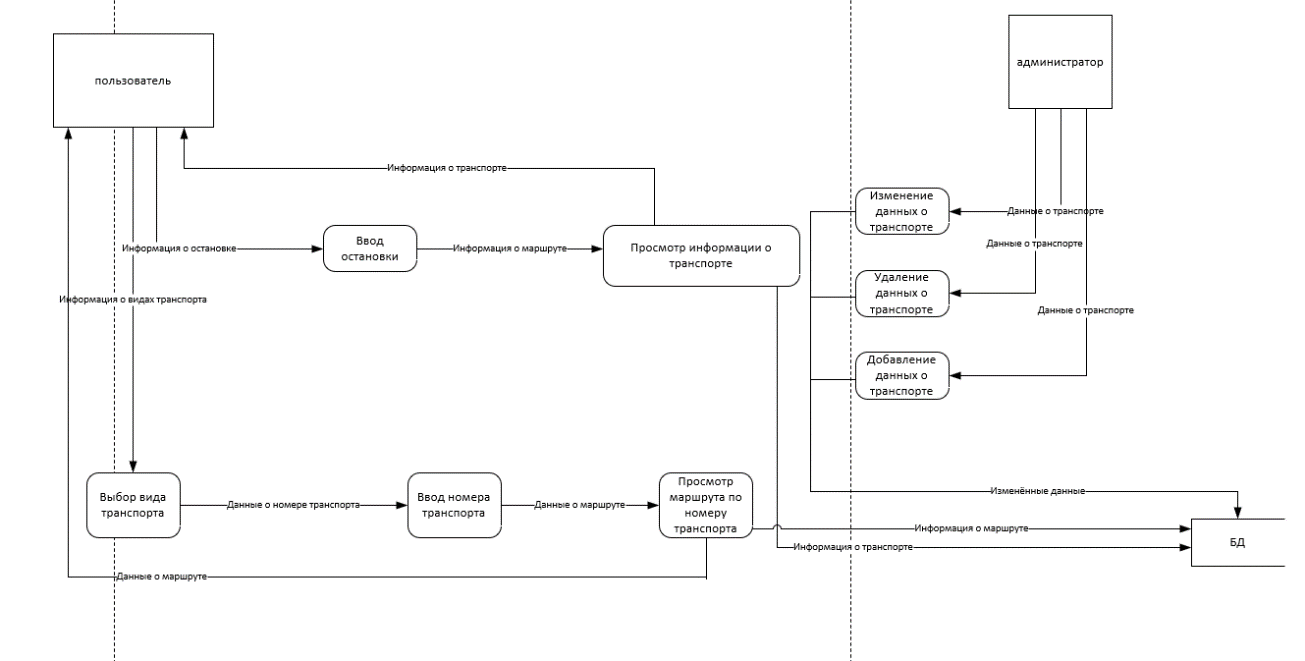 администратор
пользователь
Информация о транспорте
Изменение
данных о
транспорте
Данные о транспорте
Данные о транспорте
Информация о остановке
Ввод
остановки
Информация о маршруте
Просмотр информации о
транспорте
Удаление
данных о
транспорте
Информация о видах транспорта
Данные о транспорте
Добавление
данных о
транспорте
Выбор вида
транспорта
Данные о номере транспорта
Ввод номера
транспорта
Данные о маршруте
Просмотр
маршрута по
номеру
транспорта
Изменённые данные
Информация о маршруте
Информация о транспорте
БД
Данные о маршруте